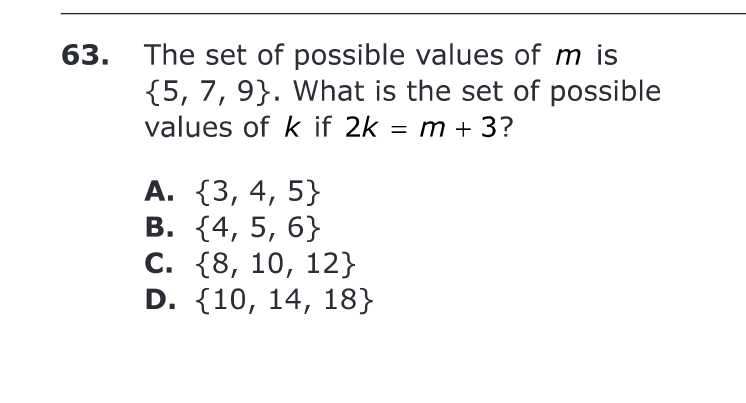 63. The set of possible values of m is
{5, 7, 9}. What is the set of possible
values of k if 2k = m + 3?
A. {3, 4, 5}
B. {4, 5, 6}
C. {8, 10, 12}
D. {10, 14, 18}